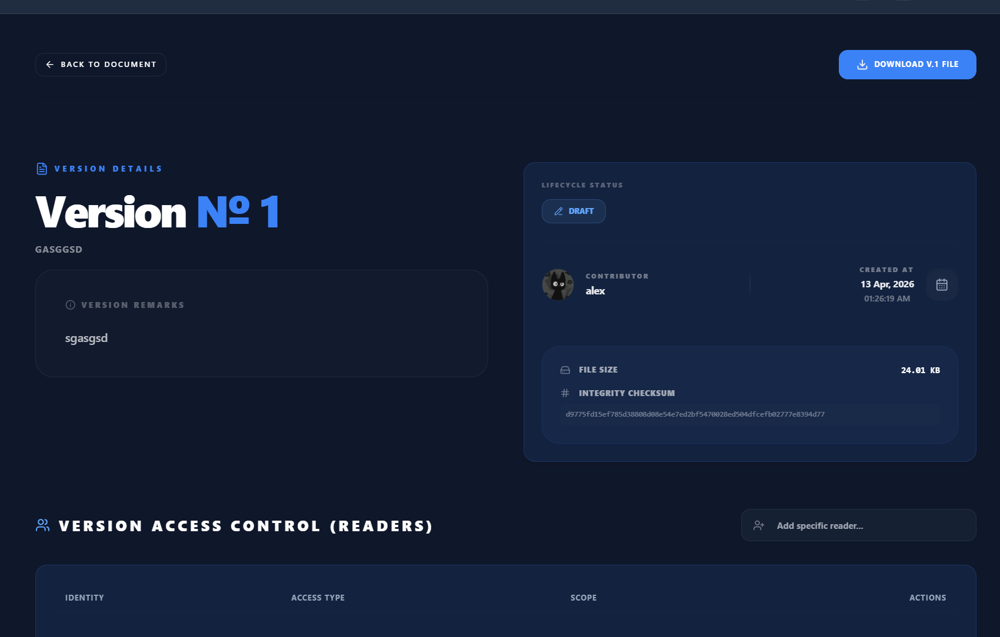 BACK TO DOCUMENT
DOWNLOAD V.1 FILE
VERSION DETAILS
Version № 1
GASGGSD
VERSION REMARKS
sgasgsd
LIFECYCLE STATUS
DRAFT
CONTRIBUTOR
alex
CREATED AT
13 Apr, 2026
01:26:19 AM
FILE SIZE
24.01 KB
INTEGRITY CHECKSUM
d9775fd15ef785d38808d08e54e7ed2bf5470028ed504dfcefb02777e8394d77
VERSION ACCESS CONTROL (READERS)
Add specific reader...
IDENTITY
ACCESS TYPE
SCOPE
ACTIONS